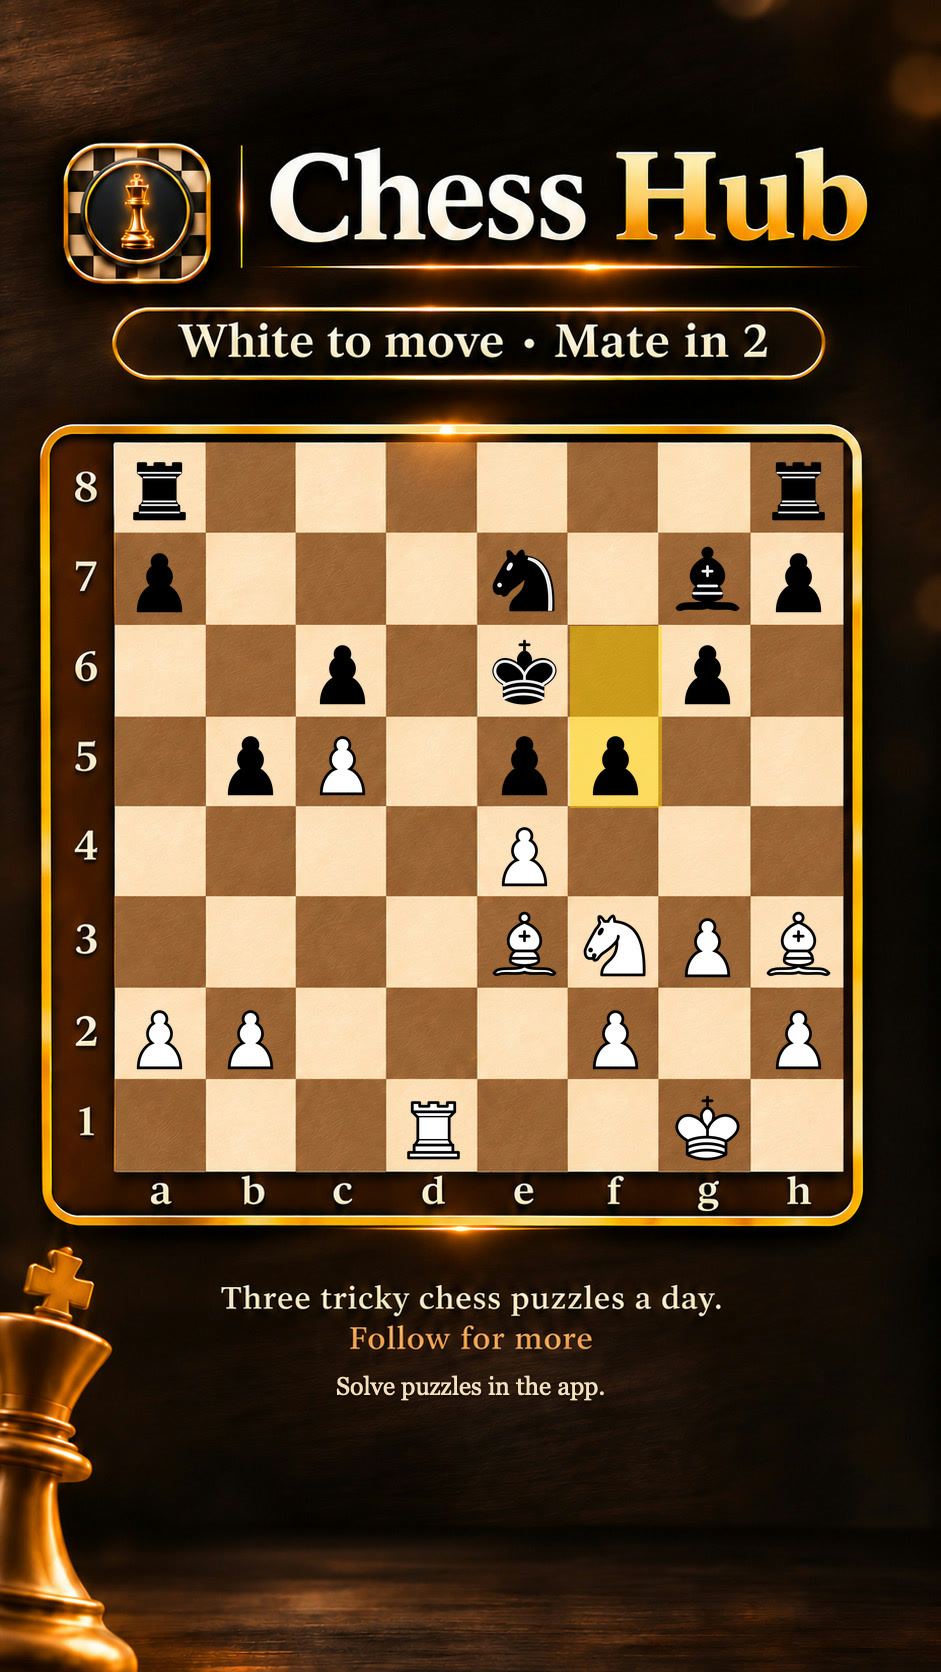 Chess Hub
White to move · Mate in 2
8
7
6
5
4
3
2
1
a b c d e f g h
Three tricky chess puzzles a day.
Follow for more
Solve puzzles in the app.